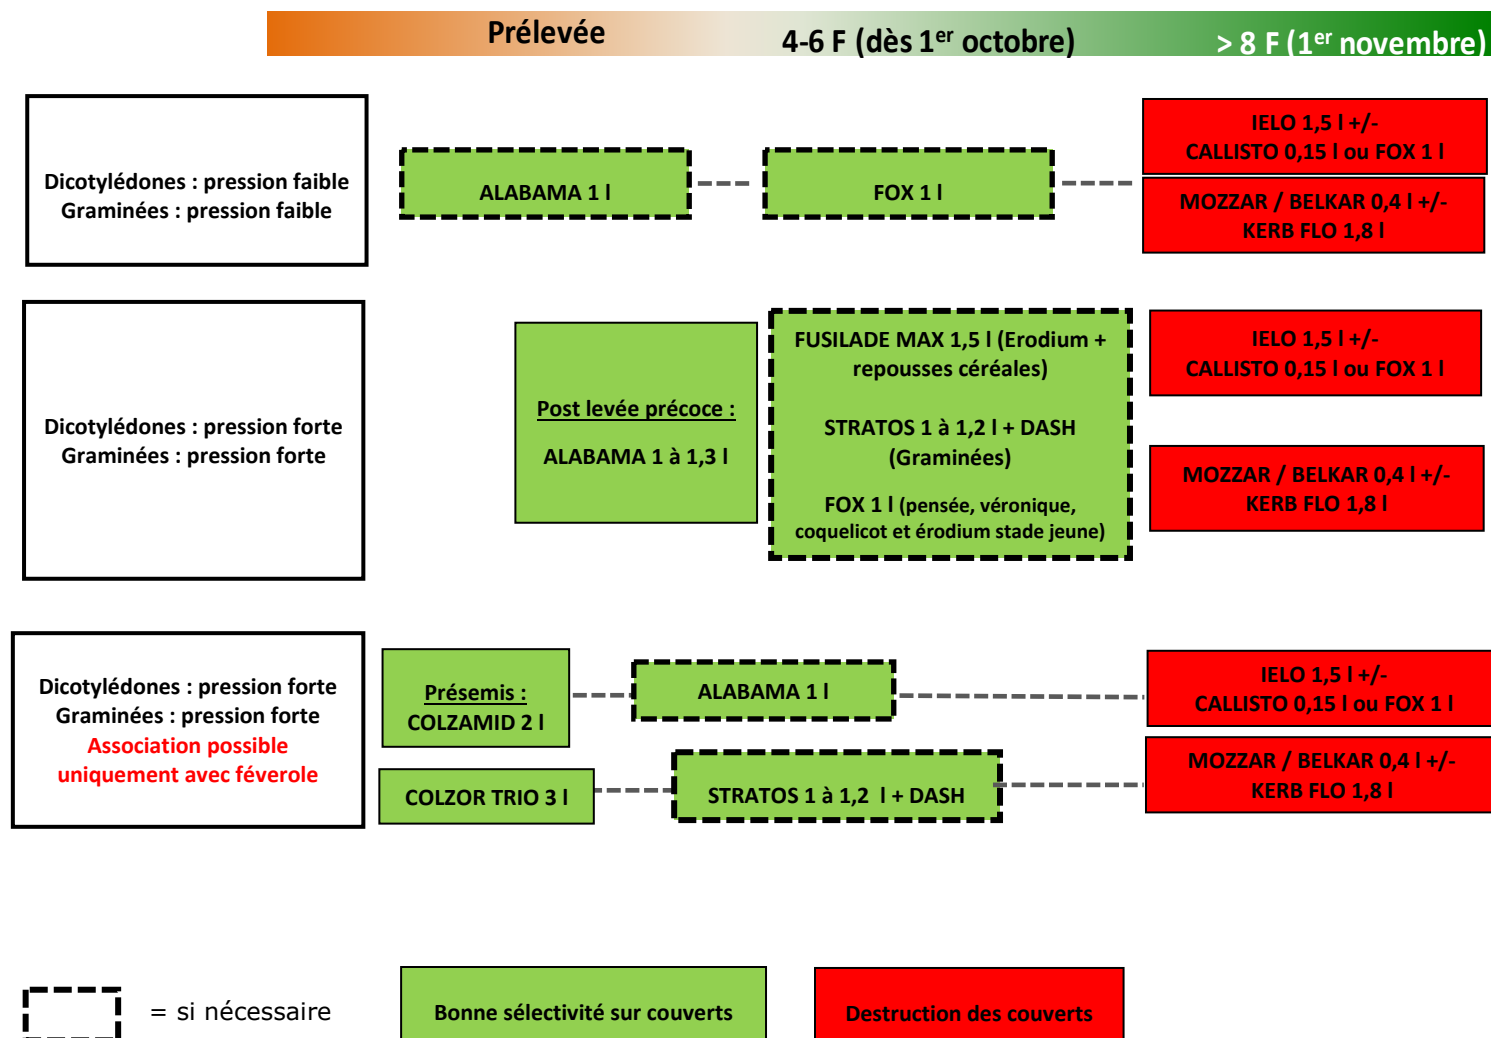 Prélevée
4-6 F (dès 1er octobre)
> 8 F (1er novembre)
Dicotylédones : pression faible
Graminées : pression faible
ALABAMA 1 l
FOX 1 l
IELO 1,5 l +/-
CALLISTO 0,15 l ou FOX 1 l
MOZZAR / BELKAR 0,4 l +/-
KERB FLO 1,8 l
Dicotylédones : pression forte
Graminées : pression forte
Post levée précoce :
ALABAMA 1 à 1,3 l
FUSILADE MAX 1,5 l (Erodium +
repousses céréales)
STRATOS 1 à 1,2 l + DASH
(Graminées)
FOX 1 l (pensée, véronique,
coquelicot et érodium stade jeune)
IELO 1,5 l +/-
CALLISTO 0,15 l ou FOX 1 l
MOZZAR / BELKAR 0,4 l +/-
KERB FLO 1,8 l
Dicotylédones : pression forte
Graminées : pression forte
Association possible
uniquement avec féverole
Présemis :
COLZAMID 2 l
ALABAMA 1 l
IELO 1,5 l +/-
CALLISTO 0,15 l ou FOX 1 l
COLZOR TRIO 3 l
STRATOS 1 à 1,2 l + DASH
MOZZAR / BELKAR 0,4 l +/-
KERB FLO 1,8 l
= si nécessaire
Bonne sélectivité sur couverts
Destruction des couverts